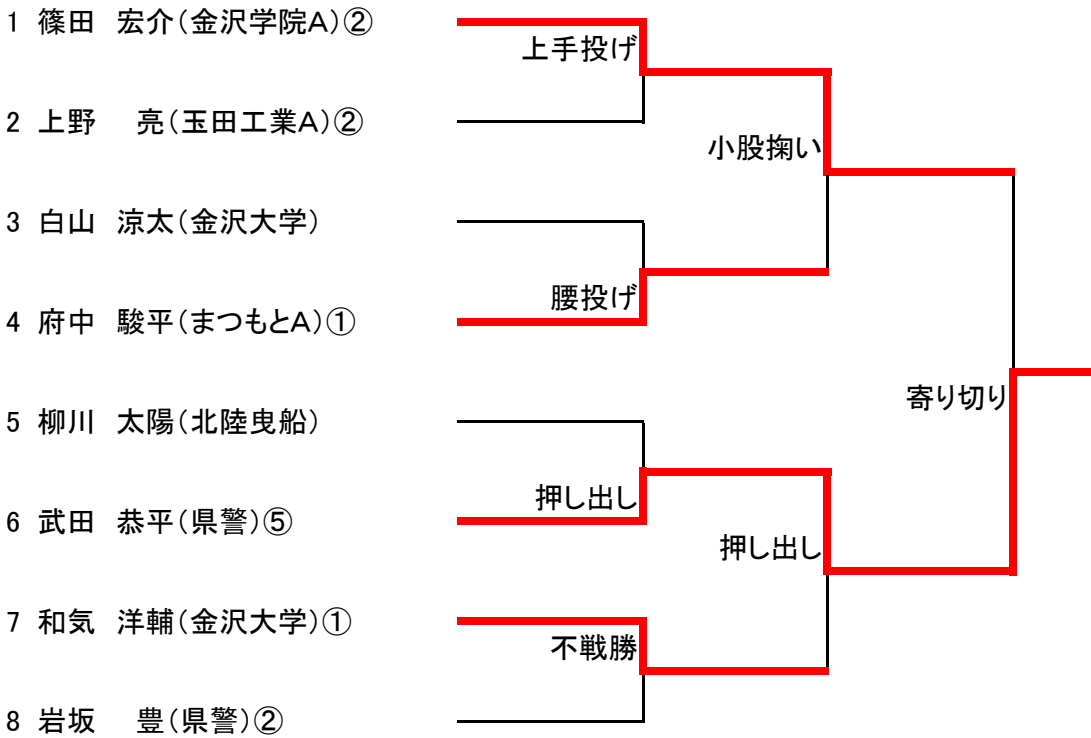 1 篠田 宏介(金沢学院A)②
上手投げ
2 上野 亮(玉田工業A)②
小股掬い
3 白山 涼太(金沢大学)
腰投げ
4 府中 駿平(まつもとA)①
寄り切り
5 柳川 太陽(北陸曳船)
押し出し
6 武田 恭平(県警)⑤
押し出し
7 和気 洋輔(金沢大学)①
不戦勝
8 岩坂 豊(県警)②